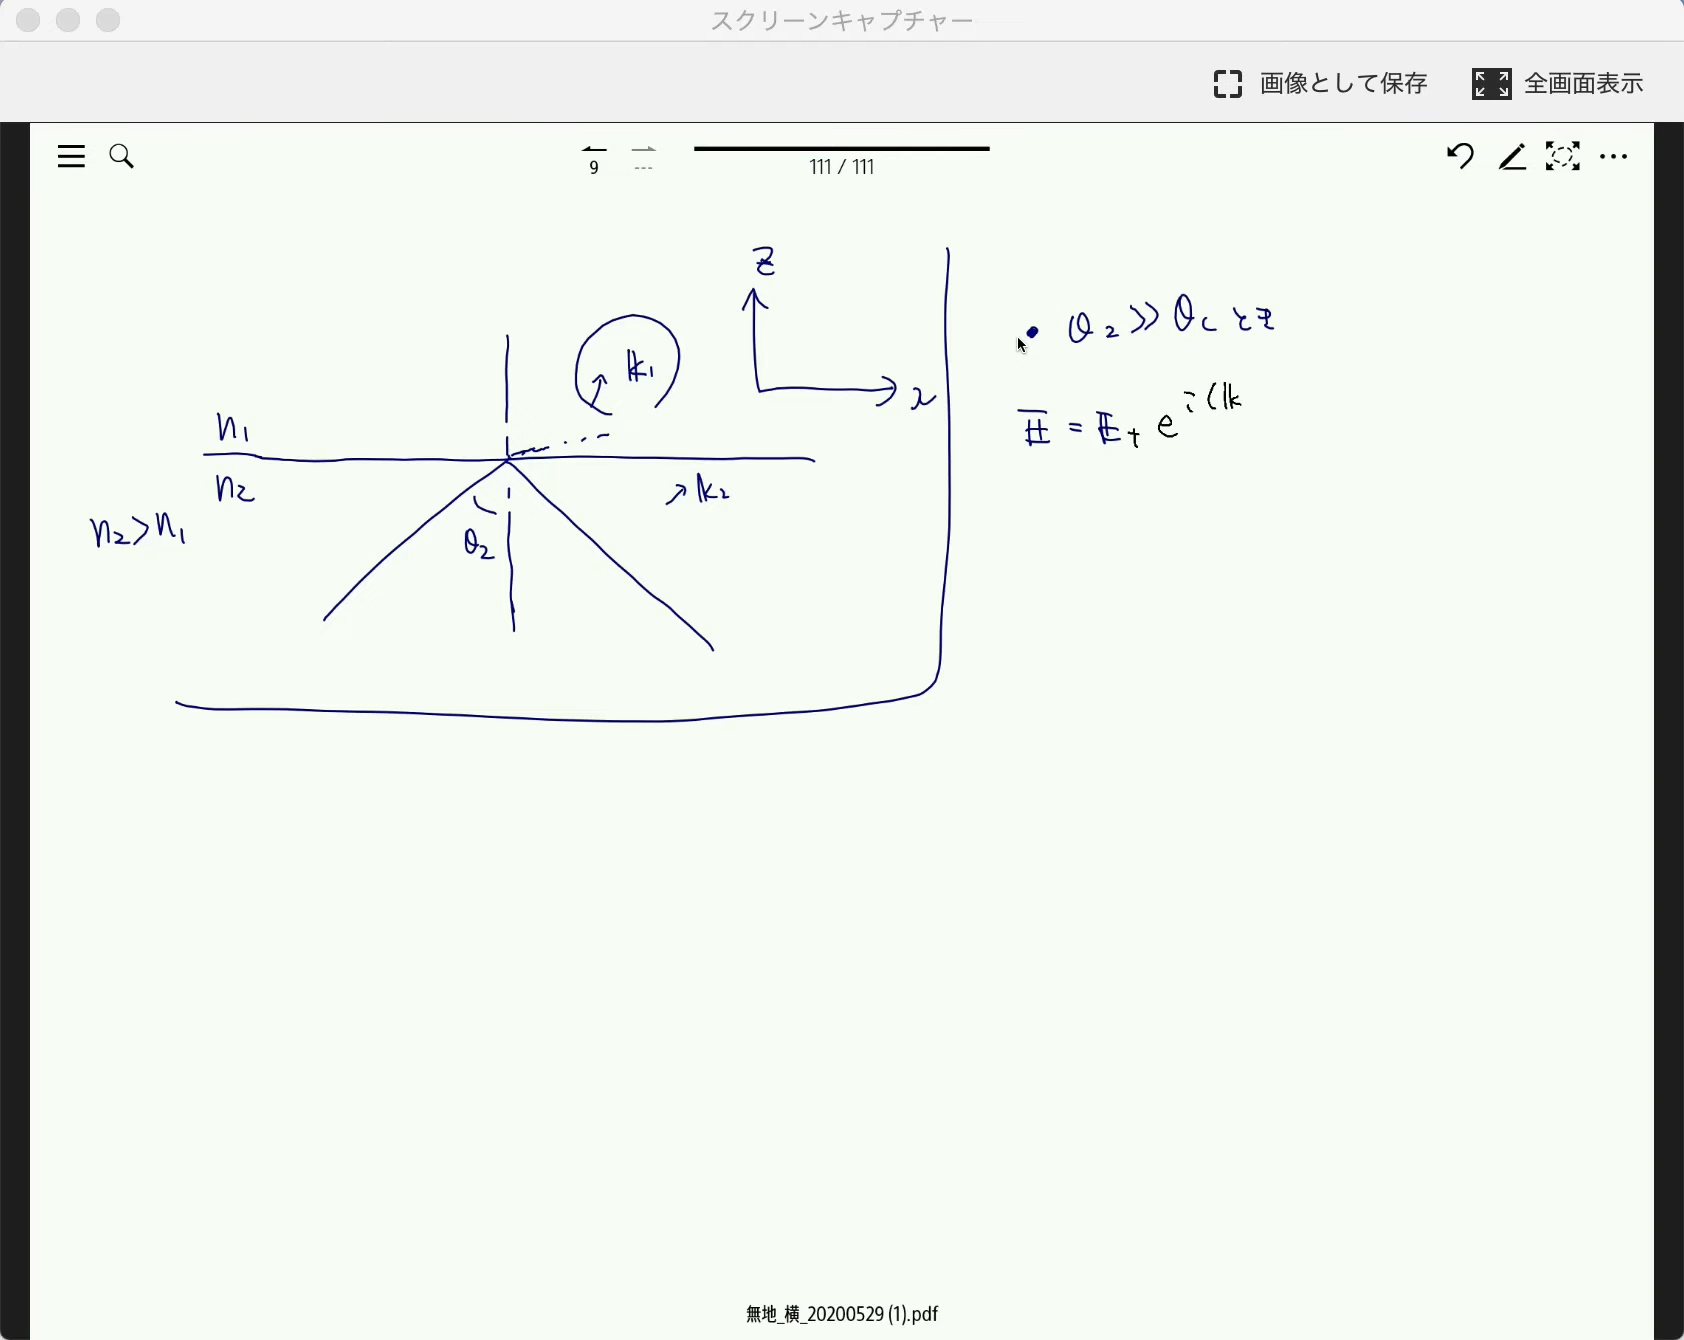 スクリーンキャプチャー
画像として保存 全画面表示
9 --- 111 / 111
z
x
n₁
n₂
n₂>n₁
θ₂
𝕜₁
𝕜₂
• θ₂ ≫ θc とき
𝔼 = 𝔼t e^{i(𝕜
無地_横_20200529 (1).pdf